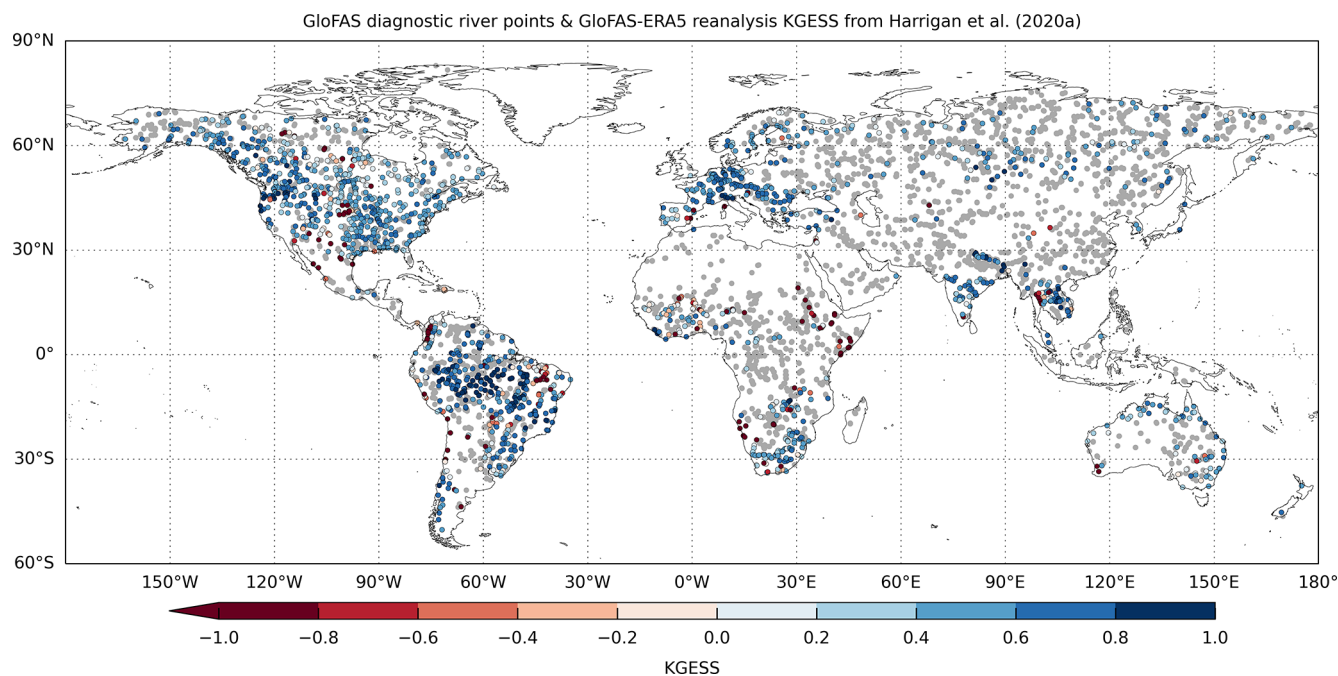 GloFAS diagnostic river points & GloFAS-ERA5 reanalysis KGESS from Harrigan et al. (2020a)
90°N
60°N
30°N
0°
30°S
60°S
150°W 120°W 90°W 60°W 30°W 0°W 30°E 60°E 90°E 120°E 150°E 180°
−1.0 −0.8 −0.6 −0.4 −0.2 0.0 0.2 0.4 0.6 0.8 1.0
KGESS